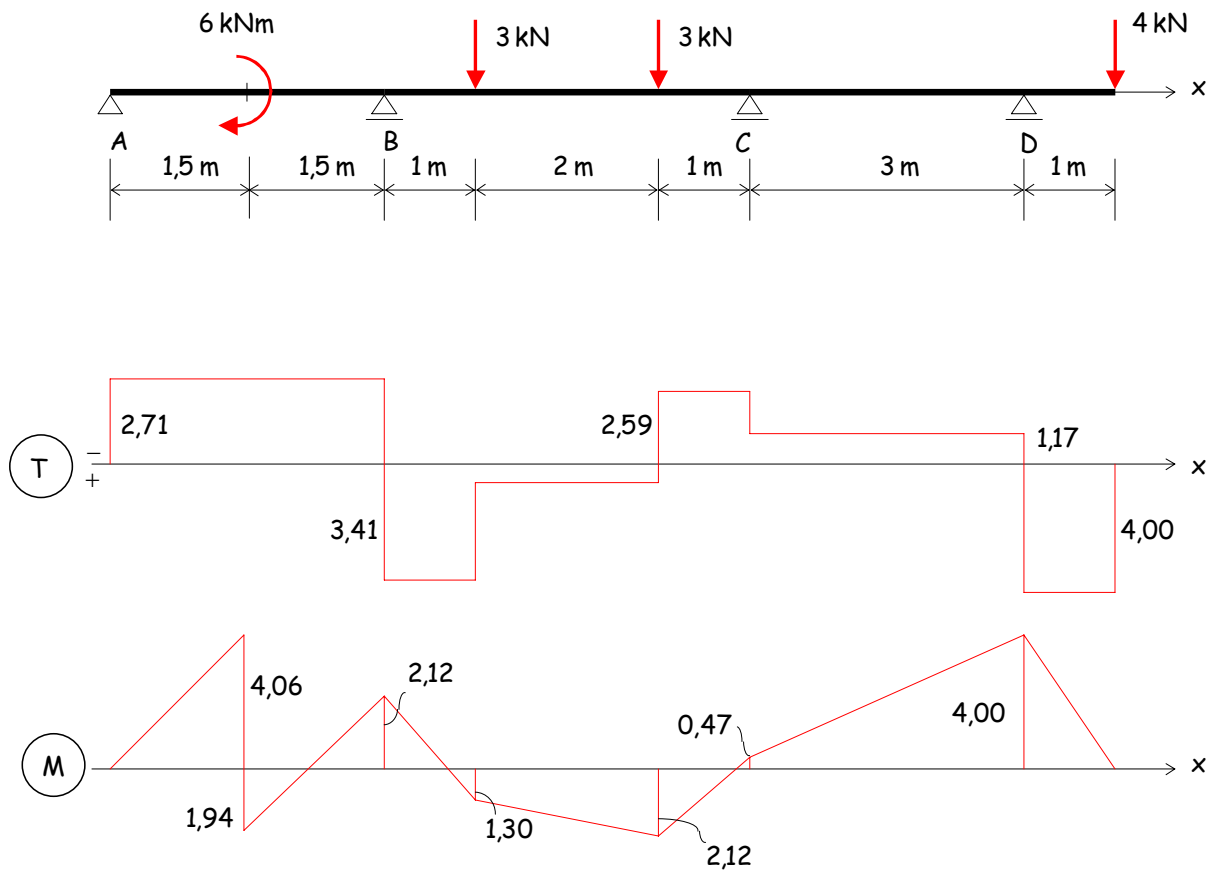 6 kNm 3 kN 3 kN 4 kN
x
A B C D
1,5 m 1,5 m 1 m 2 m 1 m 3 m 1 m
2,71 2,59 1,17
T − + x
3,41 4,00
4,06 2,12
0,47 4,00
M x
1,94 1,30
2,12